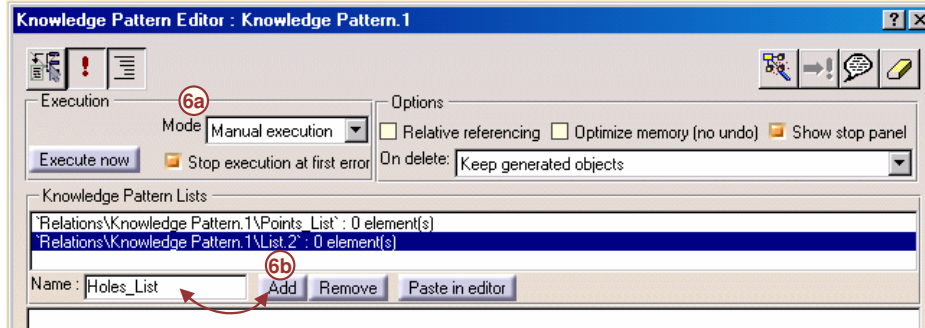 Knowledge Pattern Editor : Knowledge Pattern.1
Execution
6a
Options
Mode
Manual execution
Relative referencing
Optimize memory (no undo)
Show stop panel
Execute now
Stop execution at first error
On delete:
Keep generated objects
Knowledge Pattern Lists
`Relations\Knowledge Pattern.1\Points_List` : 0 element(s)
`Relations\Knowledge Pattern.1\List.2` : 0 element(s)
6b
Name :
Holes_List
Add
Remove
Paste in editor